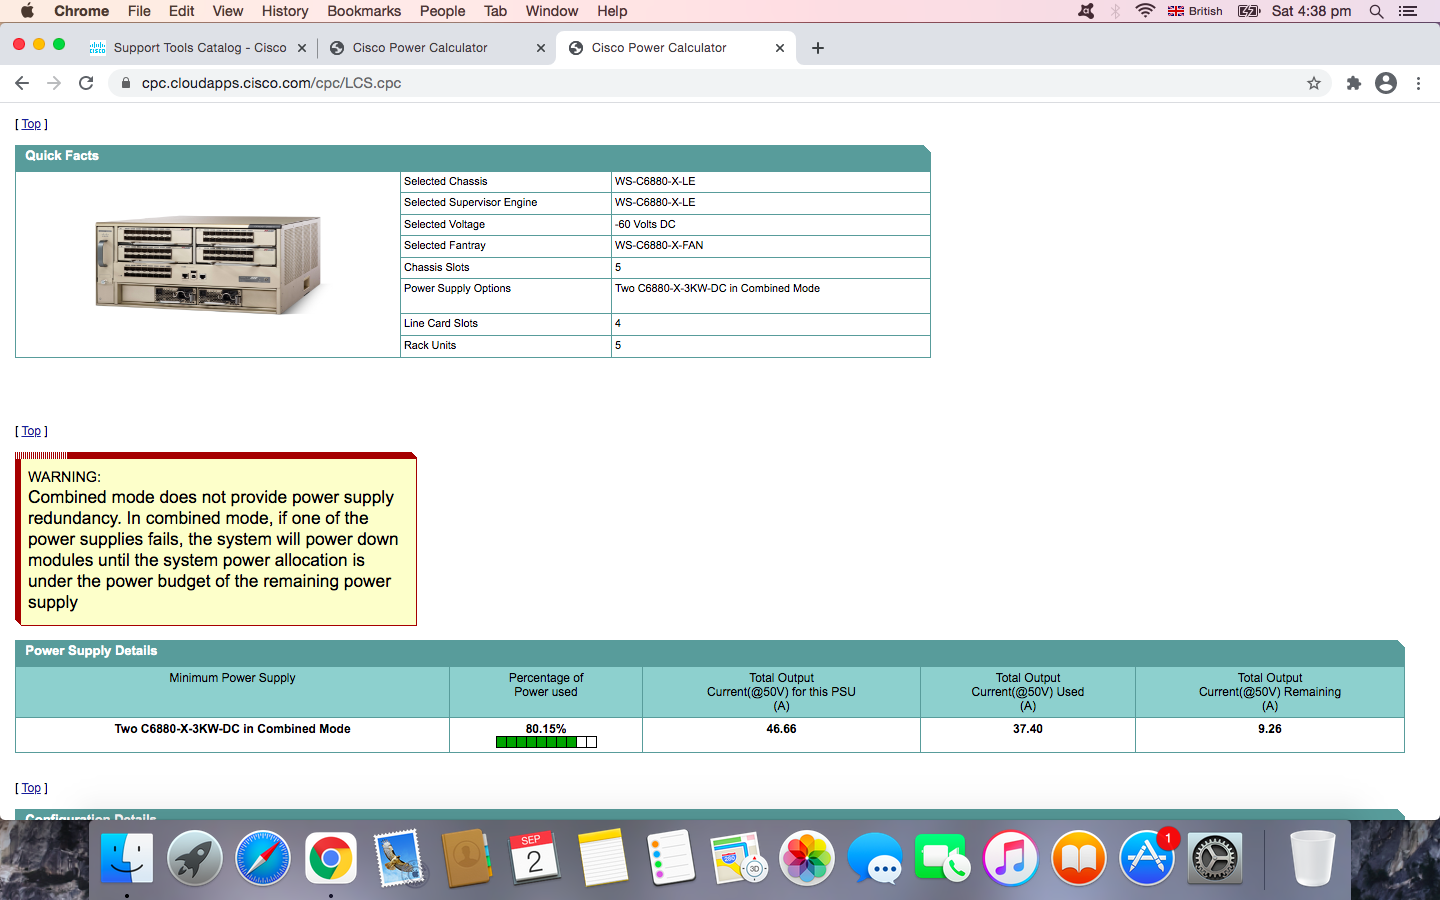 Chrome File Edit View History Bookmarks People Tab Window Help British Sat 4:38 pm
Support Tools Catalog - Cisco Cisco Power Calculator Cisco Power Calculator
cpc.cloudapps.cisco.com/cpc/LCS.cpc
[ Top ]
Quick Facts
Selected Chassis WS-C6880-X-LE
Selected Supervisor Engine WS-C6880-X-LE
Selected Voltage -60 Volts DC
Selected Fantray WS-C6880-X-FAN
Chassis Slots 5
Power Supply Options Two C6880-X-3KW-DC in Combined Mode
Line Card Slots 4
Rack Units 5
[ Top ]
WARNING:
Combined mode does not provide power supply
redundancy. In combined mode, if one of the
power supplies fails, the system will power down
modules until the system power allocation is
under the power budget of the remaining power
supply
Power Supply Details
Minimum Power Supply
Percentage of
Power used
Total Output
Current(@50V) for this PSU
(A)
Total Output
Current(@50V) Used
(A)
Total Output
Current(@50V) Remaining
(A)
Two C6880-X-3KW-DC in Combined Mode 80.15% 46.66 37.40 9.26
[ Top ]
Configuration Details
SEP
2
280
3D
1